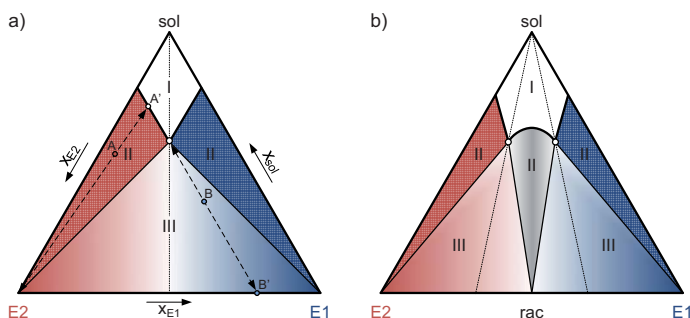 a)
sol
I
A'
x_E2
A
II
II
x_sol
B
III
B'
E2
x_E1
E1
b)
sol
I
II
II
II
III
III
E2
rac
E1